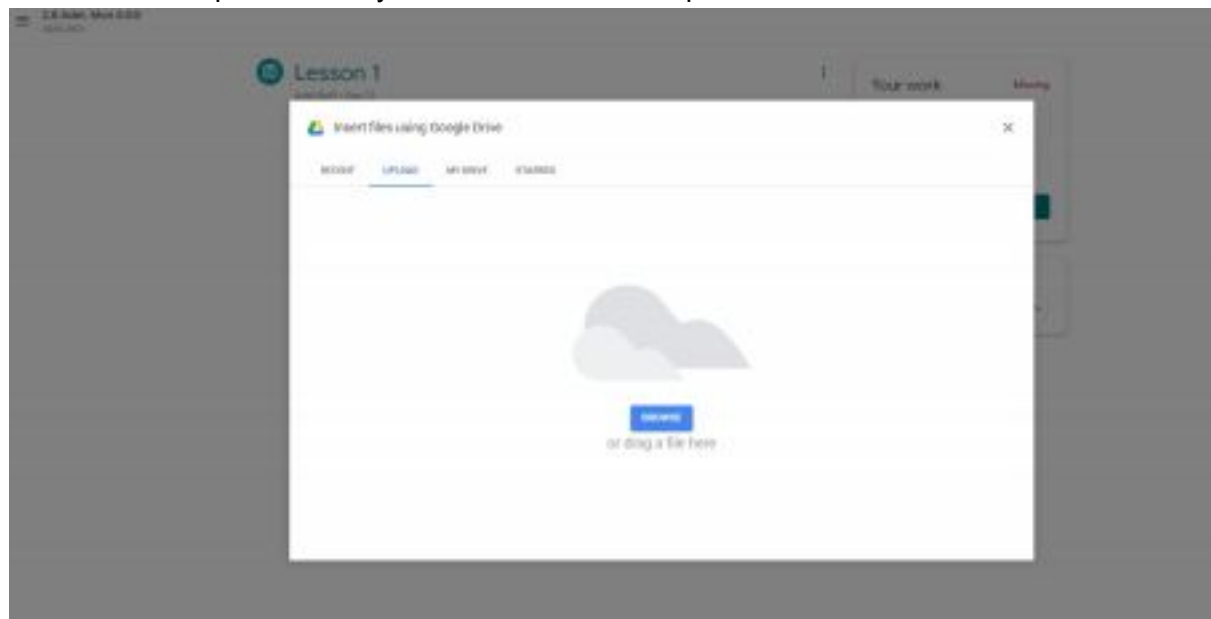 Lesson 1
Your work Missing
Insert files using Google Drive
RECENT UPLOAD MY DRIVE STARRED
BROWSE
or drag a file here